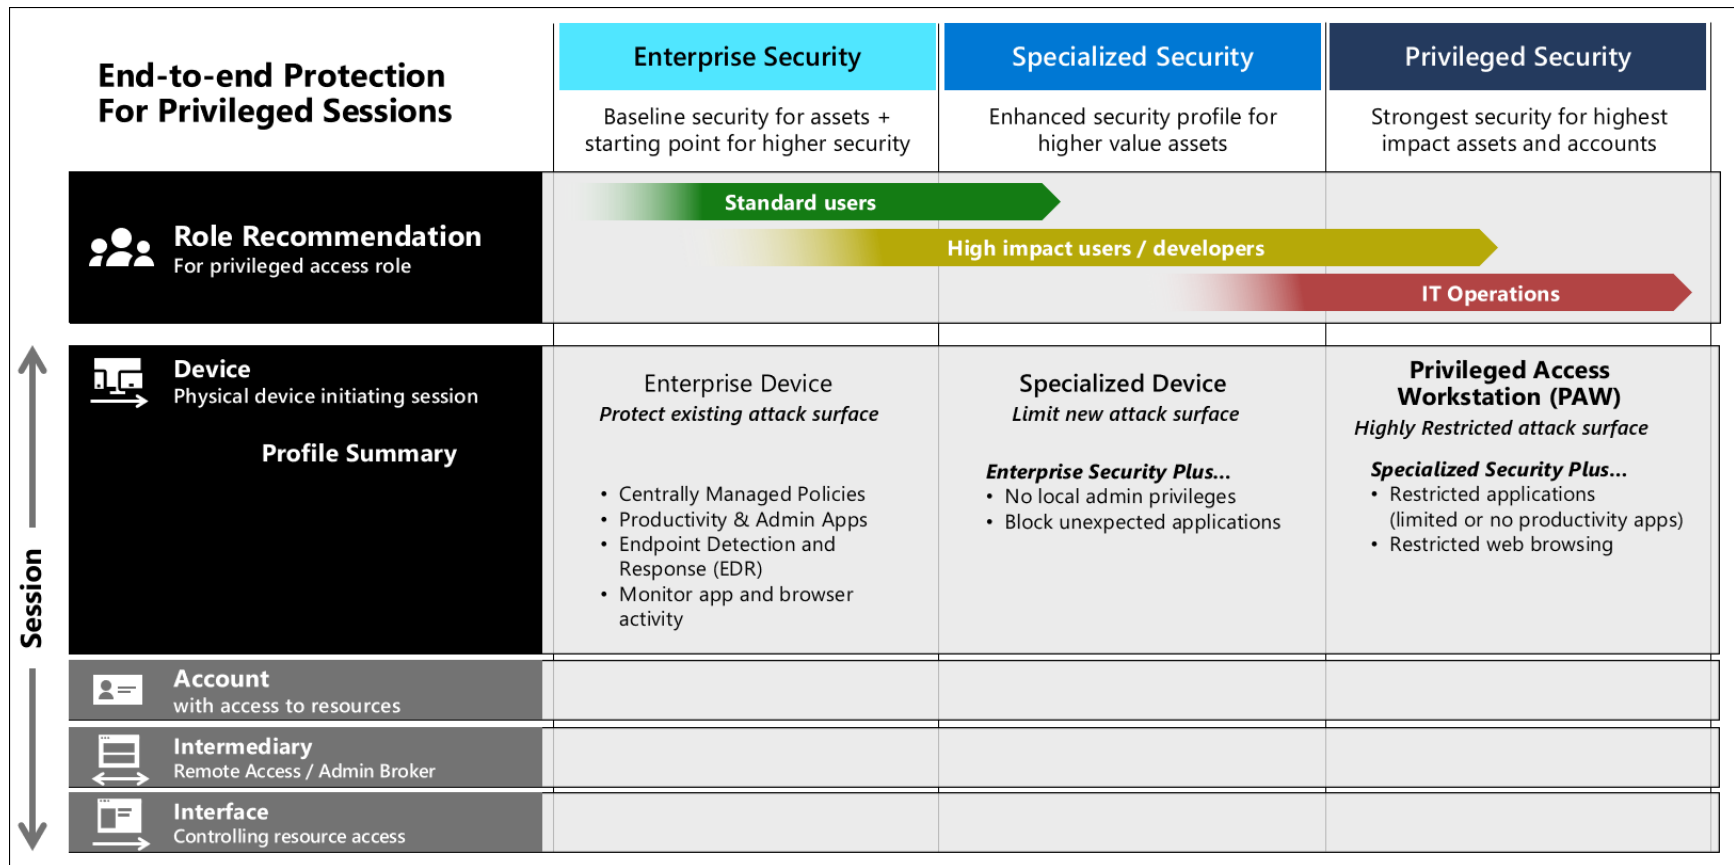 End-to-end Protection
For Privileged Sessions
Enterprise Security
Specialized Security
Privileged Security
Baseline security for assets +
starting point for higher security
Enhanced security profile for
higher value assets
Strongest security for highest
impact assets and accounts
Role Recommendation
For privileged access role
Standard users
High impact users / developers
IT Operations
Session
Device
Physical device initiating session
Profile Summary
Enterprise Device
Protect existing attack surface
• Centrally Managed Policies
• Productivity & Admin Apps
• Endpoint Detection and
Response (EDR)
• Monitor app and browser
activity
Specialized Device
Limit new attack surface
Enterprise Security Plus...
• No local admin privileges
• Block unexpected applications
Privileged Access
Workstation (PAW)
Highly Restricted attack surface
Specialized Security Plus...
• Restricted applications
(limited or no productivity apps)
• Restricted web browsing
Account
with access to resources
Intermediary
Remote Access / Admin Broker
Interface
Controlling resource access